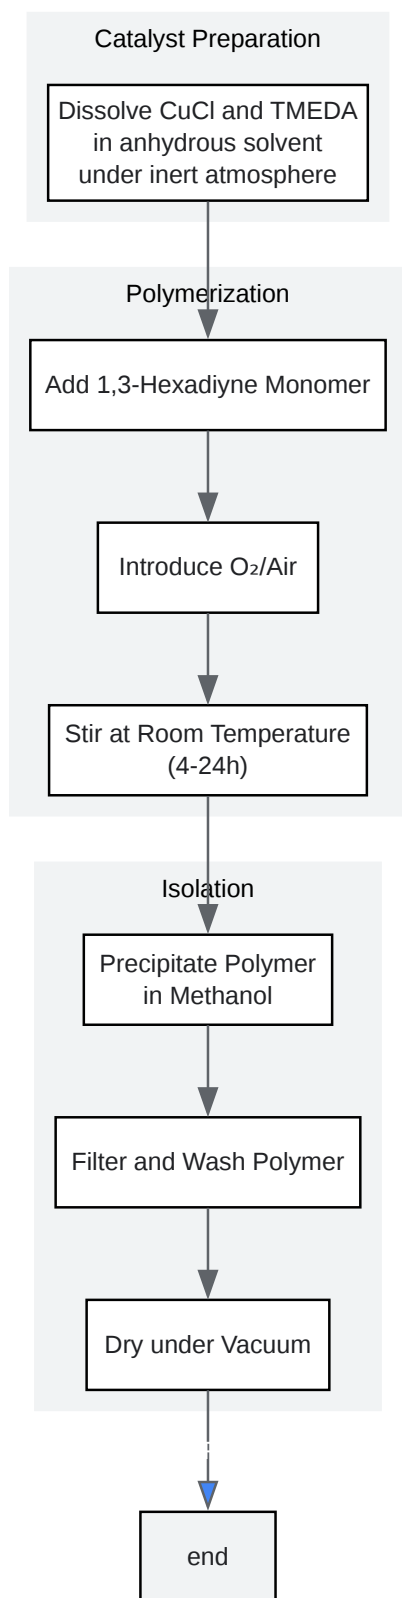 Catalyst Preparation
Dissolve CuCl and TMEDA
in anhydrous solvent
under inert atmosphere
Polymerization
Add 1,3-Hexadiyne Monomer
Introduce O₂/Air
Stir at Room Temperature
(4-24h)
Isolation
Precipitate Polymer
in Methanol
Filter and Wash Polymer
Dry under Vacuum
end